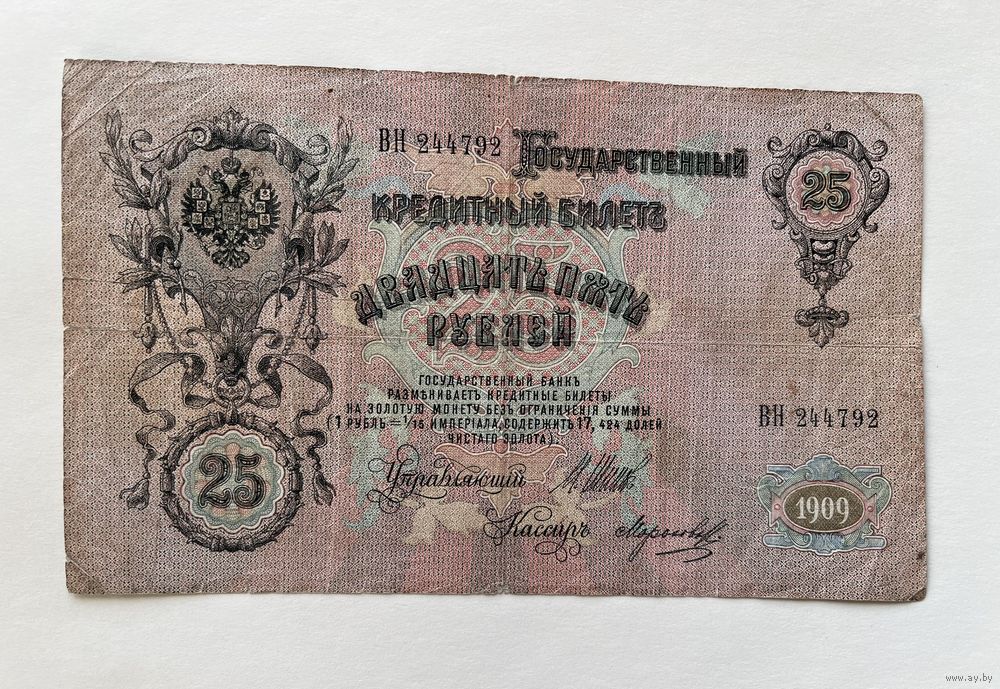 ВН 244792
Государственный
25
Кредитный Билетъ
Двадцать пять
Рублей
ГОСУДАРСТВЕННЫЙ БАНКЪ
РАЗМѢНИВАЕТЪ КРЕДИТНЫЕ БИЛЕТЫ
НА ЗОЛОТУЮ МОНЕТУ БЕЗЪ ОГРАНИЧЕНІЯ СУММЫ
(1 РУБЛЬ = 1/15 ИМПЕРІАЛА, СОДЕРЖИТЪ 17,424 ДОЛЕЙ
ЧИСТАГО ЗОЛОТА).
ВН 244792
25
Управляющий
Кассиръ
1909
www.ay.by